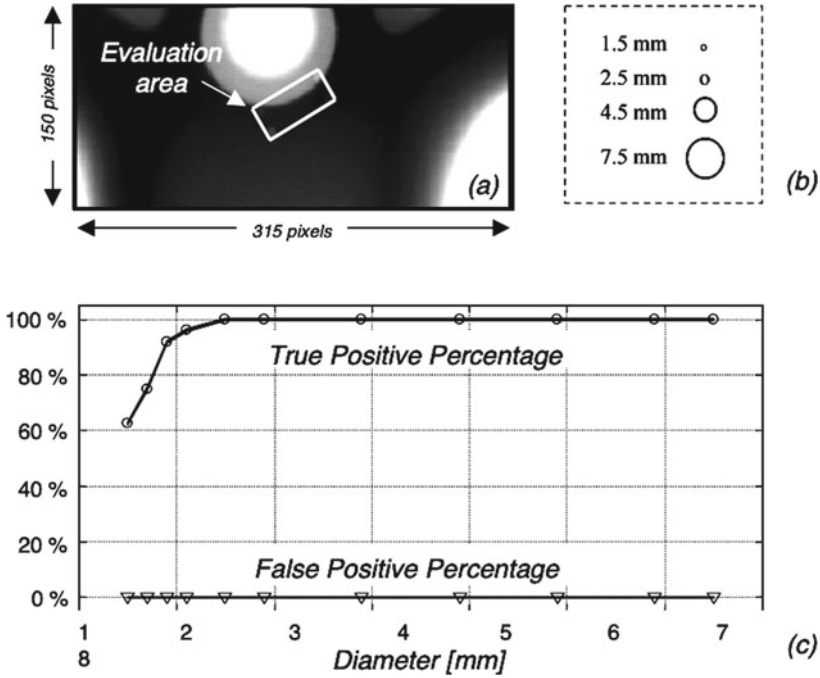 Evaluation
area
150 pixels
(a)
315 pixels
1.5 mm
2.5 mm
4.5 mm
7.5 mm
(b)
100 %
80 %
60 %
40 %
20 %
0 %
True Positive Percentage
False Positive Percentage
1 2 3 4 5 6 7
8
Diameter [mm]
(c)